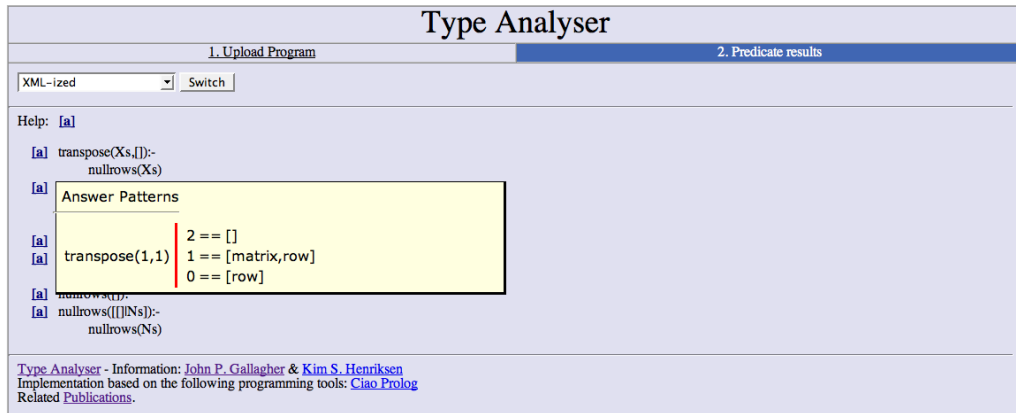 Type Analyser
1. Upload Program
2. Predicate results
XML-ized Switch
Help: [a]
[a] transpose(Xs,[]):-
nullrows(Xs)
[a]
Answer Patterns
2 == []
[a]
transpose(1,1) 1 == [matrix,row]
[a]
0 == [row]
[a] nullrows([]).
[a] nullrows([[]|Ns]):-
nullrows(Ns)
Type Analyser - Information: John P. Gallagher & Kim S. Henriksen
Implementation based on the following programming tools: Ciao Prolog
Related Publications.